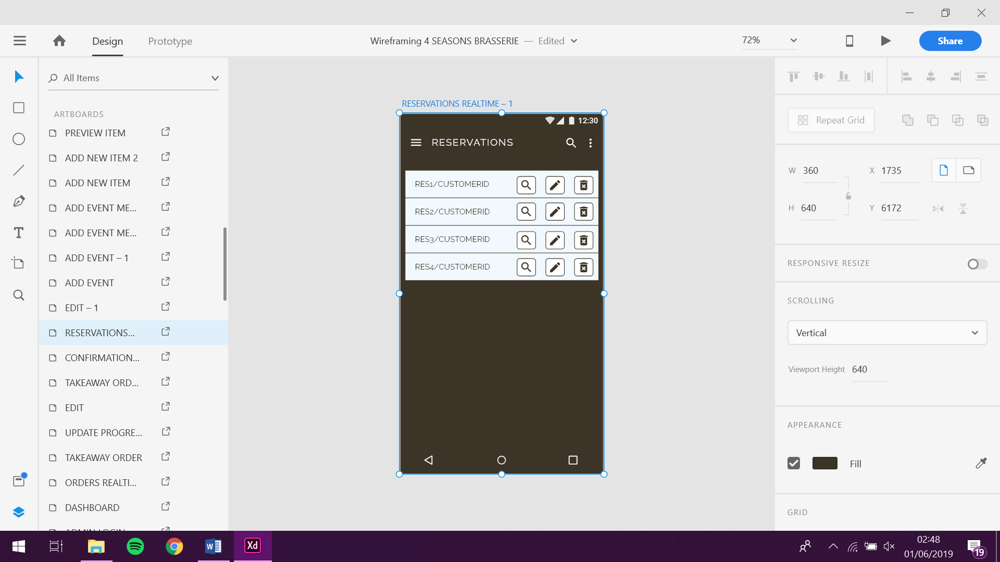 Design
Prototype
Wireframing 4 SEASONS BRASSERIE — Edited
72%
Share
All Items
ARTBOARDS
PREVIEW ITEM
ADD NEW ITEM 2
ADD NEW ITEM
ADD EVENT ME...
ADD EVENT ME...
ADD EVENT – 1
ADD EVENT
EDIT – 1
RESERVATIONS...
CONFIRMATION...
TAKEAWAY ORD...
EDIT
UPDATE PROGRE...
TAKEAWAY ORDER
ORDERS REALTI...
DASHBOARD
ADMIN LOGIN
RESERVATIONS REALTIME – 1
12:30
RESERVATIONS
RES1/CUSTOMERID
RES2/CUSTOMERID
RES3/CUSTOMERID
RES4/CUSTOMERID
Repeat Grid
W 360
X 1735
H 640
Y 6172
RESPONSIVE RESIZE
SCROLLING
Vertical
Viewport Height 640
APPEARANCE
Fill
GRID
W
Xd
02:48
01/06/2019
19